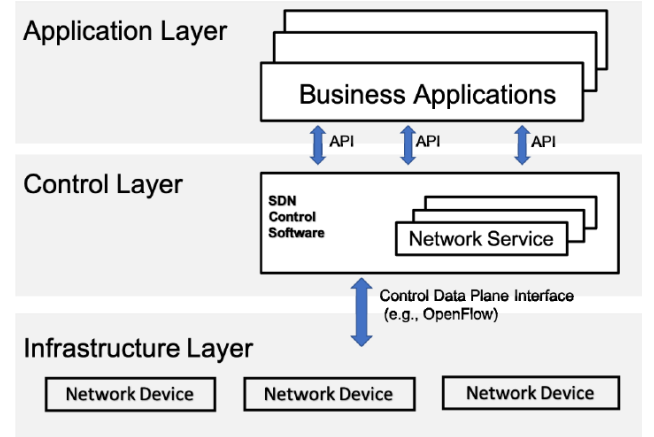 Application Layer
Business Applications
API API API
Control Layer
SDN
Control
Software
Network Service
Control Data Plane Interface
(e.g., OpenFlow)
Infrastructure Layer
Network Device Network Device Network Device